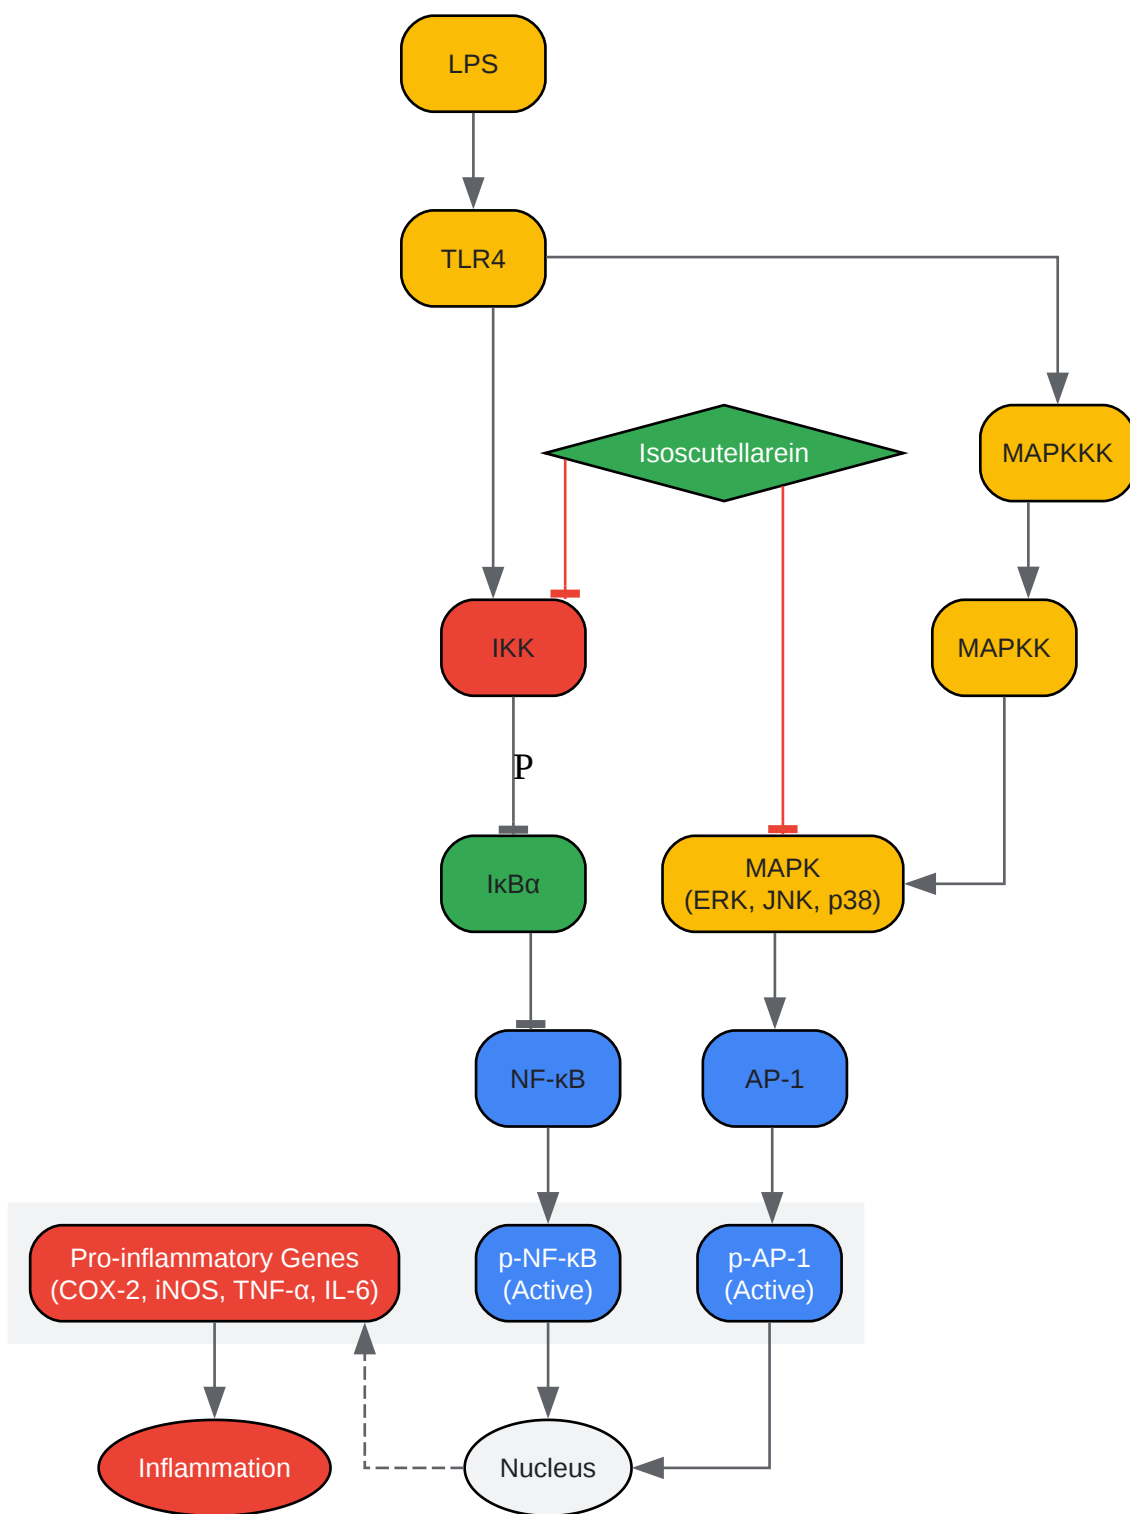 LPS
TLR4
Isoscutellarein
MAPKKK
IKK
MAPKK
P
IκBα
MAPK
(ERK, JNK, p38)
NF-κB
AP-1
Pro-inflammatory Genes
(COX-2, iNOS, TNF-α, IL-6)
p-NF-κB
(Active)
p-AP-1
(Active)
Inflammation
Nucleus